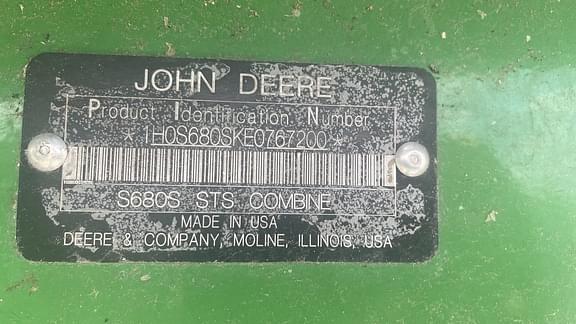 JOHN DEERE
Product Identification Number
*1H0S680SKE0767200*
S680S STS COMBINE
MADE IN USA
DEERE & COMPANY, MOLINE, ILLINOIS, USA